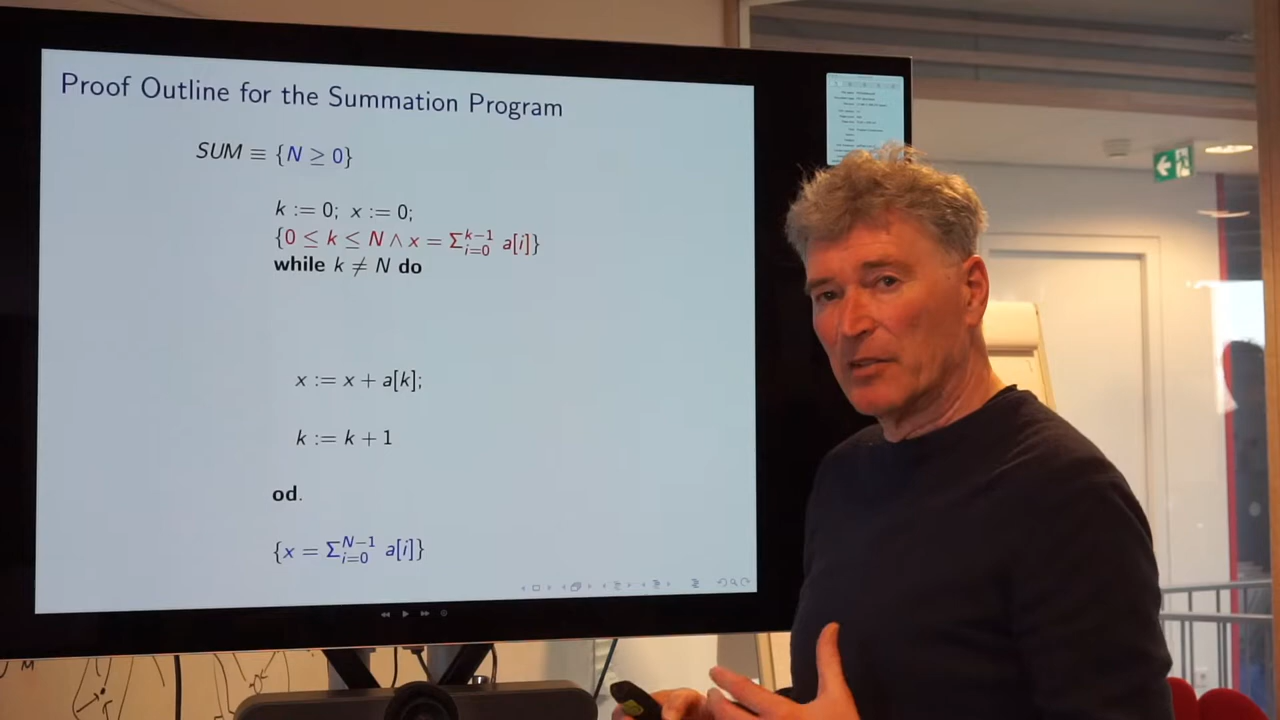 Proof Outline for the Summation Program
SUM ≡ {N ≥ 0}
k := 0; x := 0;
{0 ≤ k ≤ N ∧ x = Σ_{i=0}^{k−1} a[i]}
while k ≠ N do
x := x + a[k];
k := k + 1
od.
{x = Σ_{i=0}^{N−1} a[i]}